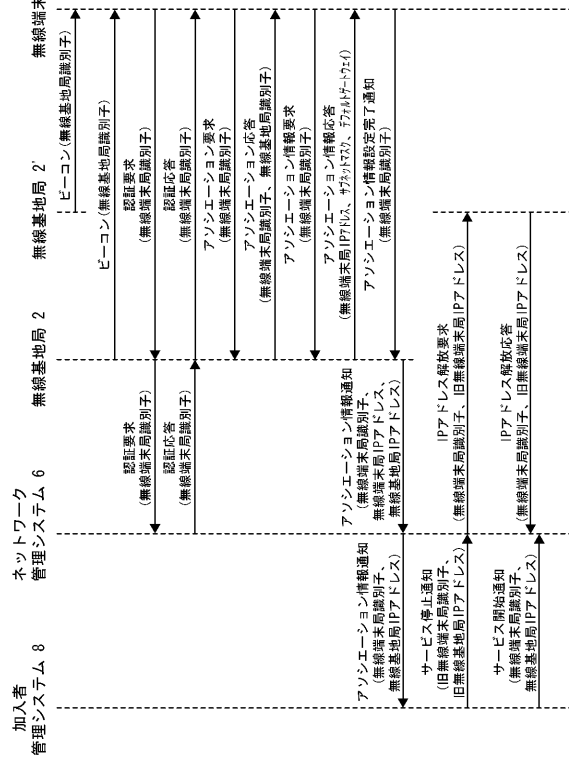 加入者
管理システム 8
ネットワーク
管理システム 6
無線基地局 2
無線基地局 2'
無線端末
ビーコン(無線基地局識別子)
ビーコン(無線基地局識別子)
認証要求
(無線端末局識別子)
認証要求
(無線端末局識別子)
認証応答
(無線端末局識別子)
認証応答
(無線端末局識別子)
アソシエーション要求
(無線端末局識別子)
アソシエーション応答
(無線端末局識別子、無線基地局識別子)
アソシエーション情報要求
(無線端末局識別子)
アソシエーション情報応答
(無線端末局IPアドレス、サブネットマスク、デフォルトゲートウェイ)
アソシエーション情報設定完了通知
(無線端末局識別子)
アソシエーション情報通知
(無線端末局識別子、
無線端末局IPアドレス、
無線基地局IPアドレス)
アソシエーション情報通知
(無線端末局識別子、
無線基地局IPアドレス)
サービス停止通知
(旧無線端末局識別子、
旧無線基地局IPアドレス)
IPアドレス解放要求
(無線端末局識別子、旧無線端末局IPアドレス)
IPアドレス解放応答
(無線端末局識別子、旧無線端末局IPアドレス)
サービス開始通知
(無線端末局識別子、
無線基地局IPアドレス)